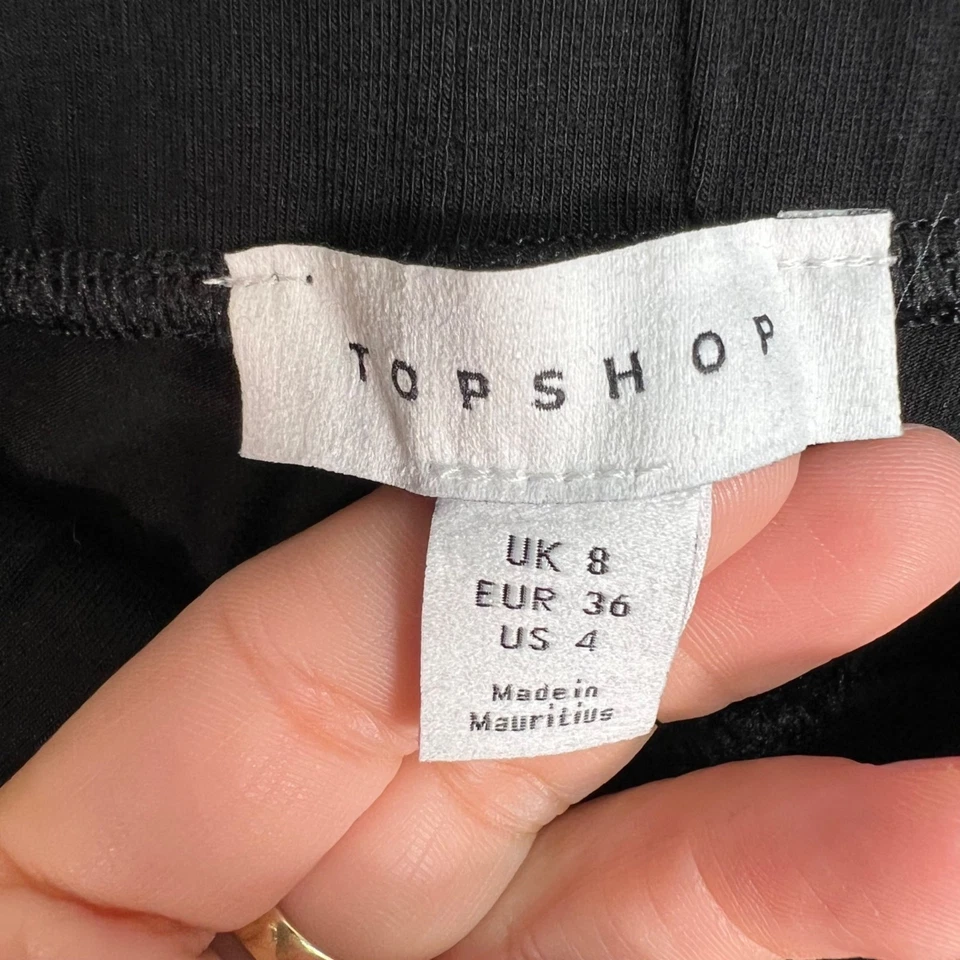 TOPSHOP
UK 8
EUR 36
US 4
Made in
Mauritius